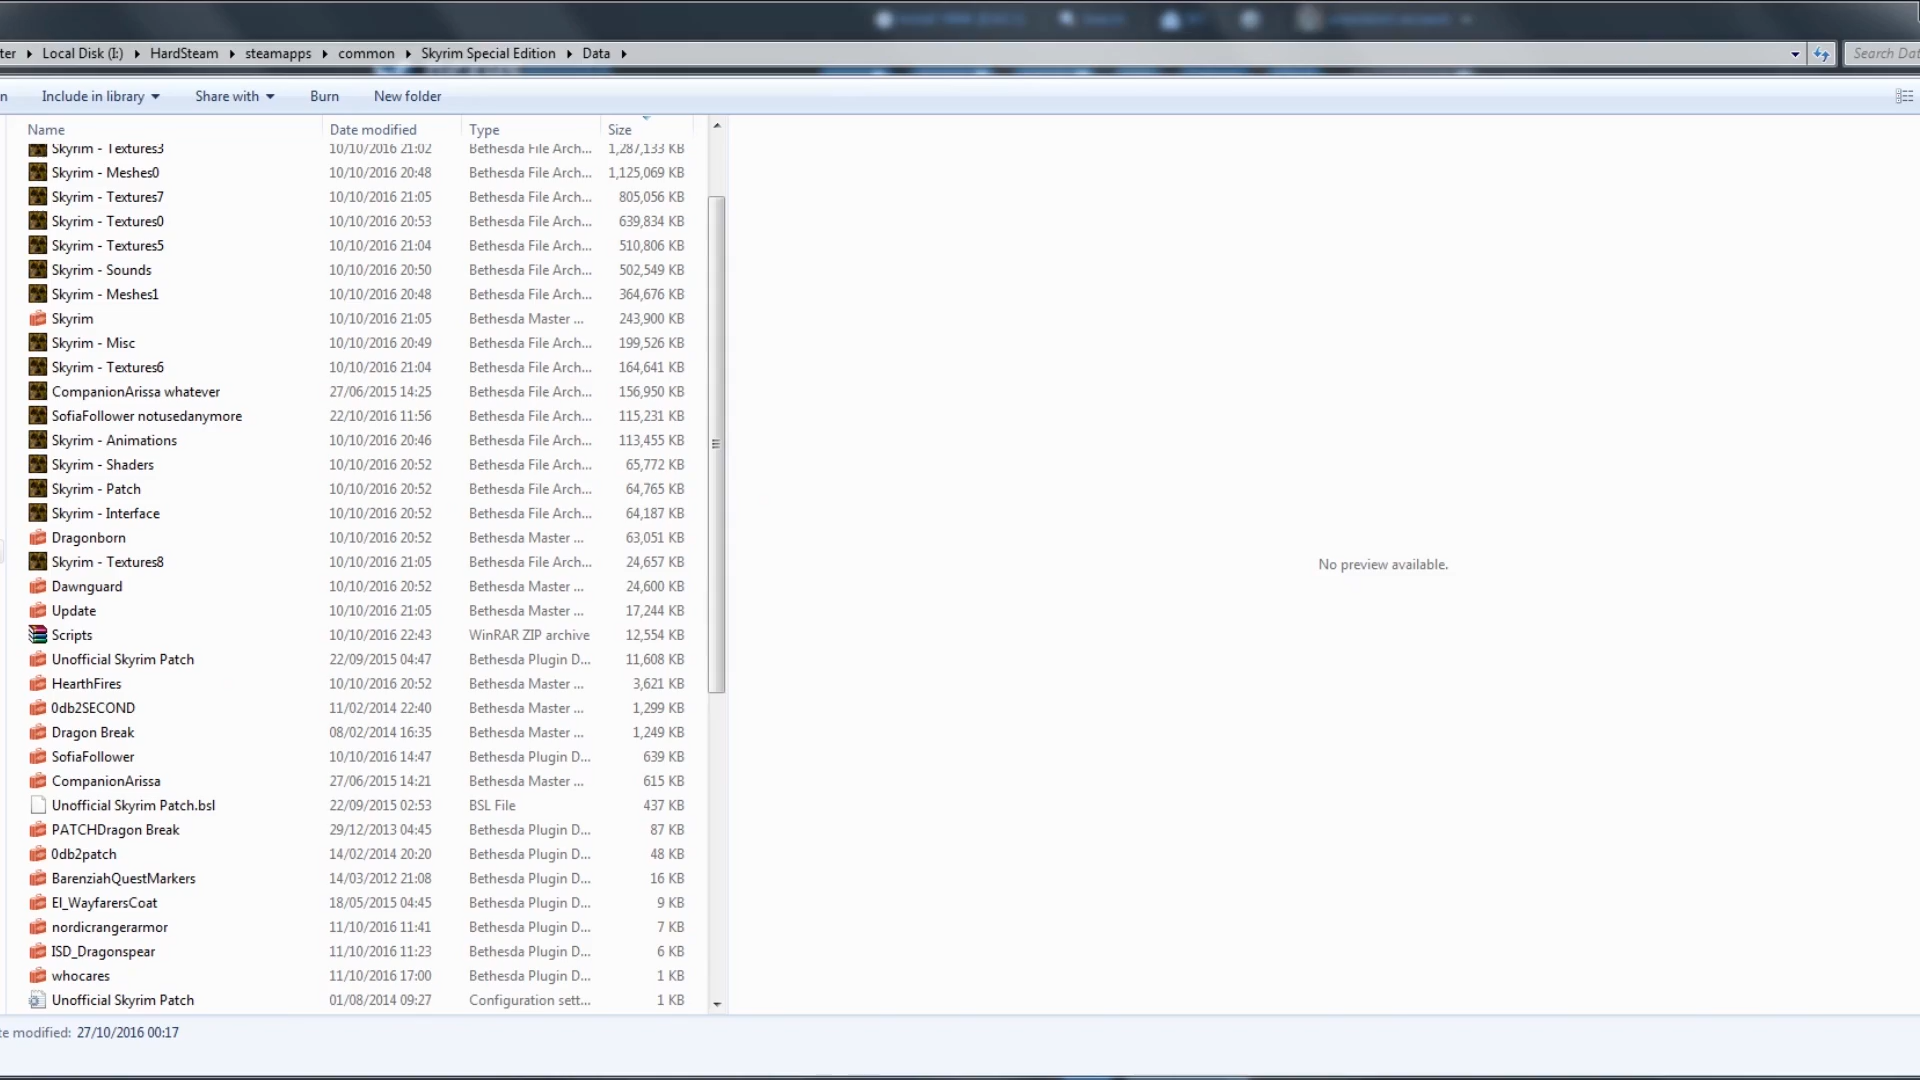 ter ▸ Local Disk (I:) ▸ HardSteam ▸ steamapps ▸ common ▸ Skyrim Special Edition ▸ Data ▸ Search Dat
n Include in library Share with Burn New folder
Name Date modified Type Size
Skyrim - Textures3 10/10/2016 21:02 Bethesda File Arch... 1,287,133 KB
Skyrim - Meshes0 10/10/2016 20:48 Bethesda File Arch... 1,125,069 KB
Skyrim - Textures7 10/10/2016 21:05 Bethesda File Arch... 805,056 KB
Skyrim - Textures0 10/10/2016 20:53 Bethesda File Arch... 639,834 KB
Skyrim - Textures5 10/10/2016 21:04 Bethesda File Arch... 510,806 KB
Skyrim - Sounds 10/10/2016 20:50 Bethesda File Arch... 502,549 KB
Skyrim - Meshes1 10/10/2016 20:48 Bethesda File Arch... 364,676 KB
Skyrim 10/10/2016 21:05 Bethesda Master ... 243,900 KB
Skyrim - Misc 10/10/2016 20:49 Bethesda File Arch... 199,526 KB
Skyrim - Textures6 10/10/2016 21:04 Bethesda File Arch... 164,641 KB
CompanionArissa whatever 27/06/2015 14:25 Bethesda File Arch... 156,950 KB
SofiaFollower notusedanymore 22/10/2016 11:56 Bethesda File Arch... 115,231 KB
Skyrim - Animations 10/10/2016 20:46 Bethesda File Arch... 113,455 KB
Skyrim - Shaders 10/10/2016 20:52 Bethesda File Arch... 65,772 KB
Skyrim - Patch 10/10/2016 20:52 Bethesda File Arch... 64,765 KB
Skyrim - Interface 10/10/2016 20:52 Bethesda File Arch... 64,187 KB
Dragonborn 10/10/2016 20:52 Bethesda Master ... 63,051 KB
Skyrim - Textures8 10/10/2016 21:05 Bethesda File Arch... 24,657 KB
Dawnguard 10/10/2016 20:52 Bethesda Master ... 24,600 KB
Update 10/10/2016 21:05 Bethesda Master ... 17,244 KB
Scripts 10/10/2016 22:43 WinRAR ZIP archive 12,554 KB
Unofficial Skyrim Patch 22/09/2015 04:47 Bethesda Plugin D... 11,608 KB
HearthFires 10/10/2016 20:52 Bethesda Master ... 3,621 KB
0db2SECOND 11/02/2014 22:40 Bethesda Master ... 1,299 KB
Dragon Break 08/02/2014 16:35 Bethesda Master ... 1,249 KB
SofiaFollower 10/10/2016 14:47 Bethesda Plugin D... 639 KB
CompanionArissa 27/06/2015 14:21 Bethesda Master ... 615 KB
Unofficial Skyrim Patch.bsl 22/09/2015 02:53 BSL File 437 KB
PATCHDragon Break 29/12/2013 04:45 Bethesda Plugin D... 87 KB
0db2patch 14/02/2014 20:20 Bethesda Plugin D... 48 KB
BarenziahQuestMarkers 14/03/2012 21:08 Bethesda Plugin D... 16 KB
EI_WayfarersCoat 18/05/2015 04:45 Bethesda Plugin D... 9 KB
nordicrangerarmor 11/10/2016 11:41 Bethesda Plugin D... 7 KB
ISD_Dragonspear 11/10/2016 11:23 Bethesda Plugin D... 6 KB
whocares 11/10/2016 17:00 Bethesda Plugin D... 1 KB
Unofficial Skyrim Patch 01/08/2014 09:27 Configuration sett... 1 KB
No preview available.
te modified: 27/10/2016 00:17